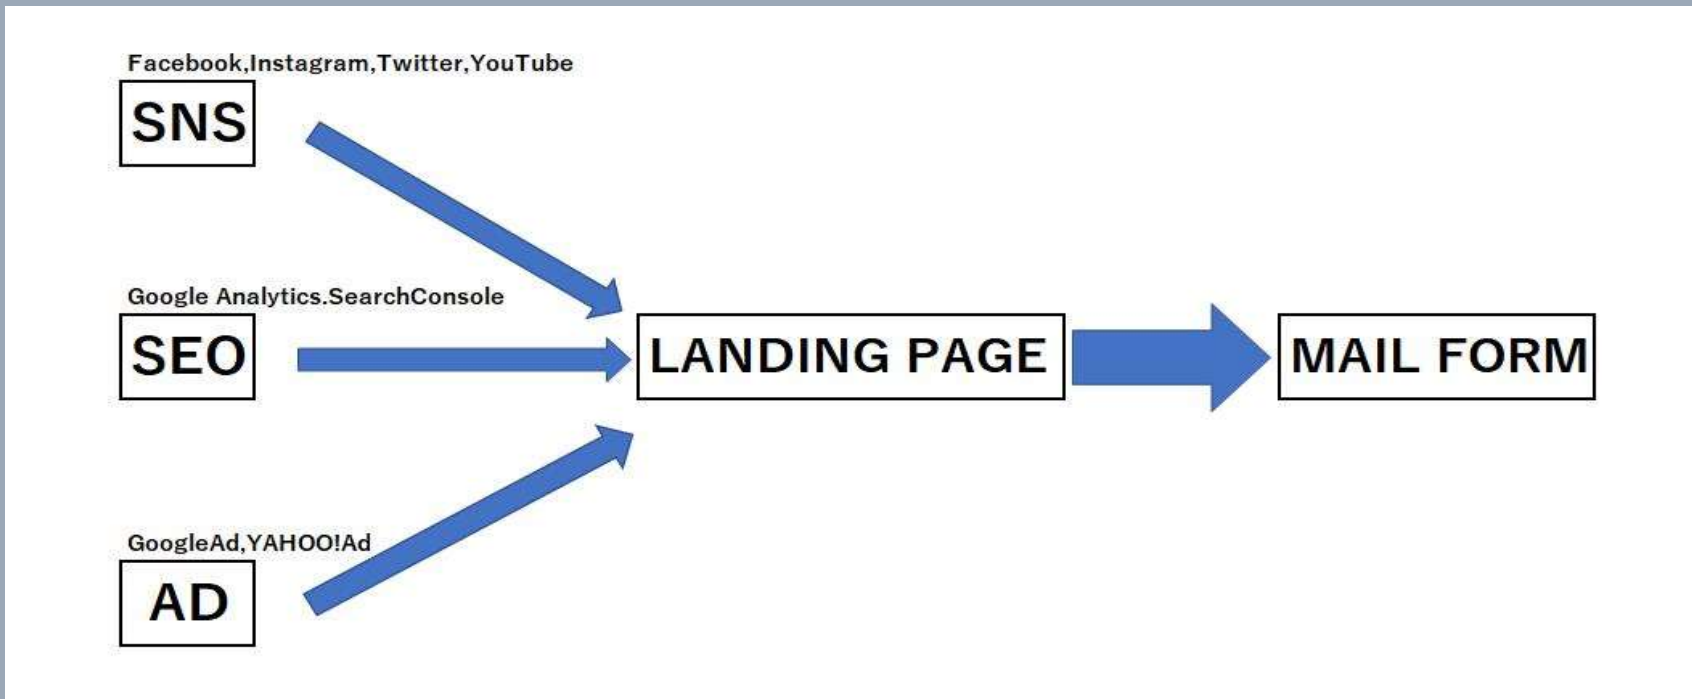 Facebook,Instagram,Twitter,YouTube
SNS
Google Analytics.SearchConsole
SEO
LANDING PAGE
MAIL FORM
GoogleAd,YAHOO!Ad
AD